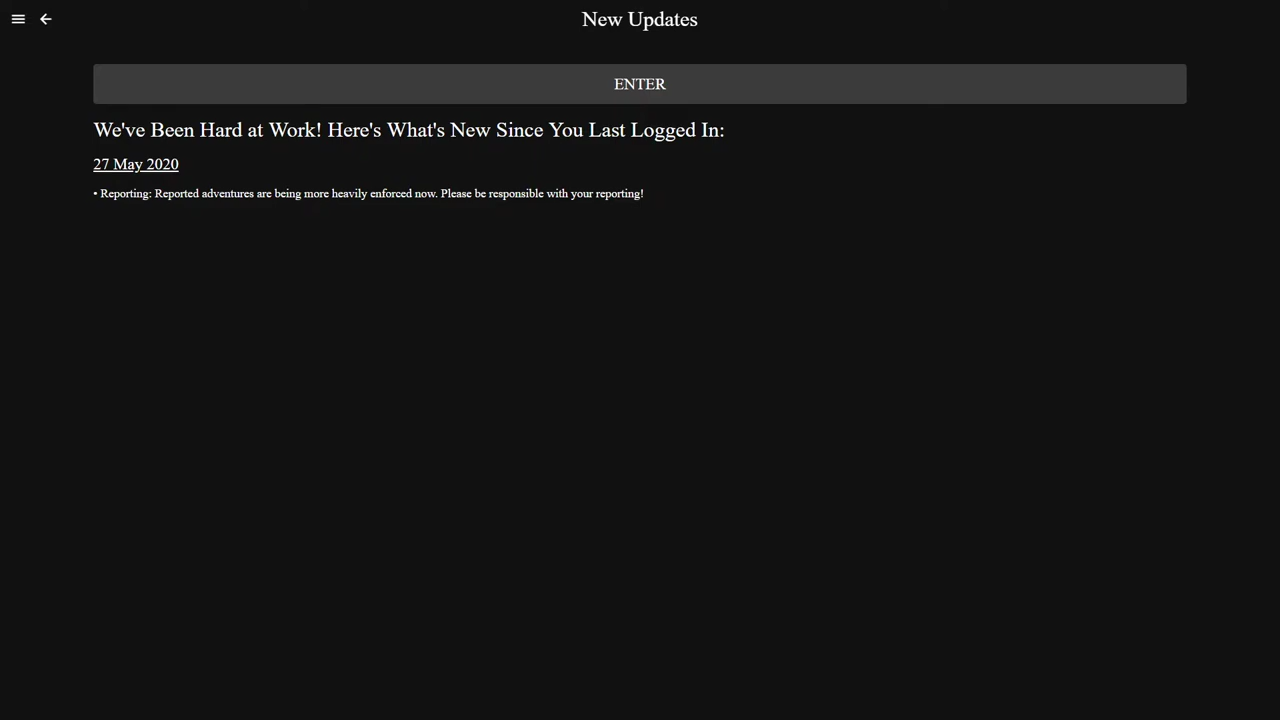 New Updates
ENTER
We've Been Hard at Work! Here's What's New Since You Last Logged In:
27 May 2020
• Reporting: Reported adventures are being more heavily enforced now. Please be responsible with your reporting!